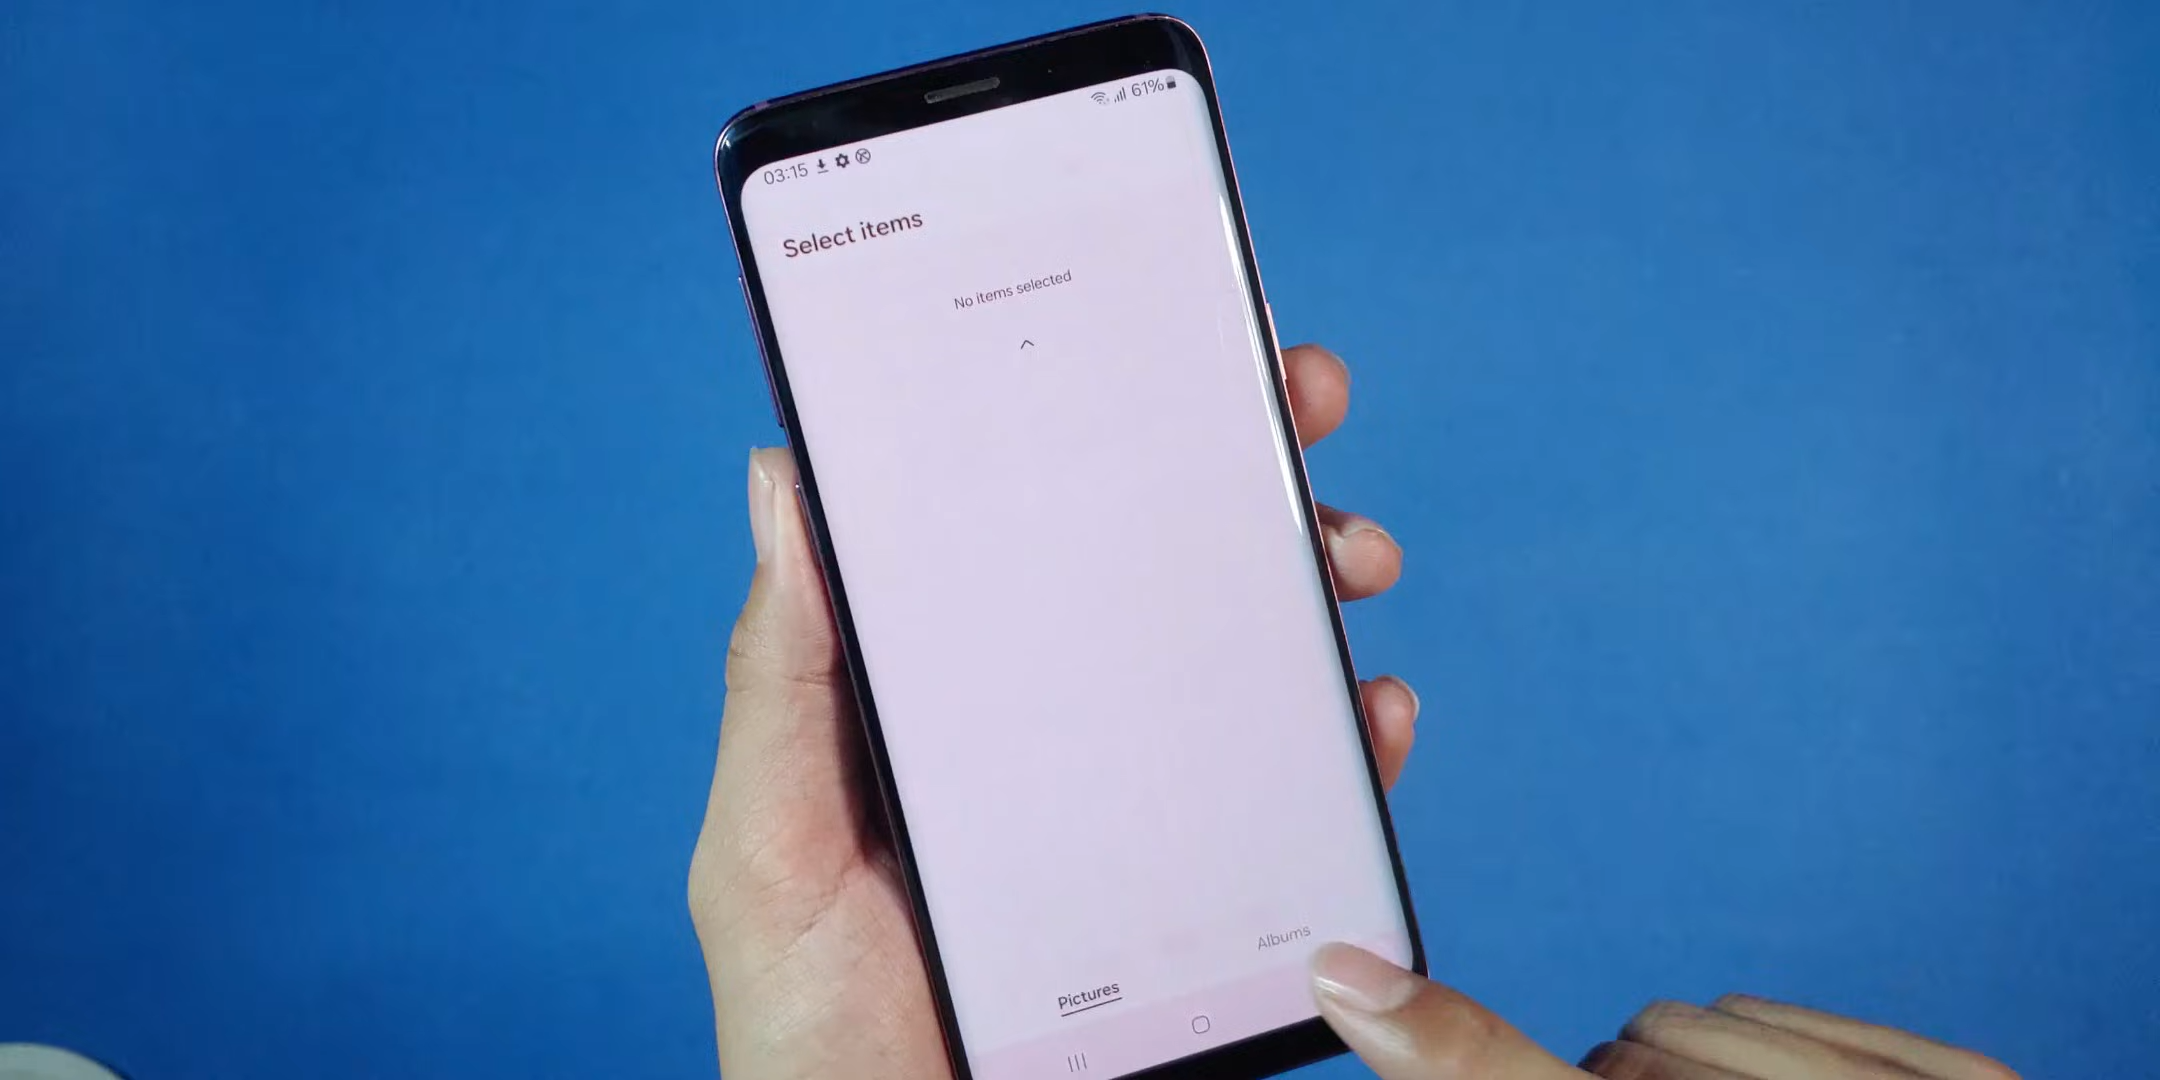 03:15
61%
Select items
No items selected
Pictures
Albums